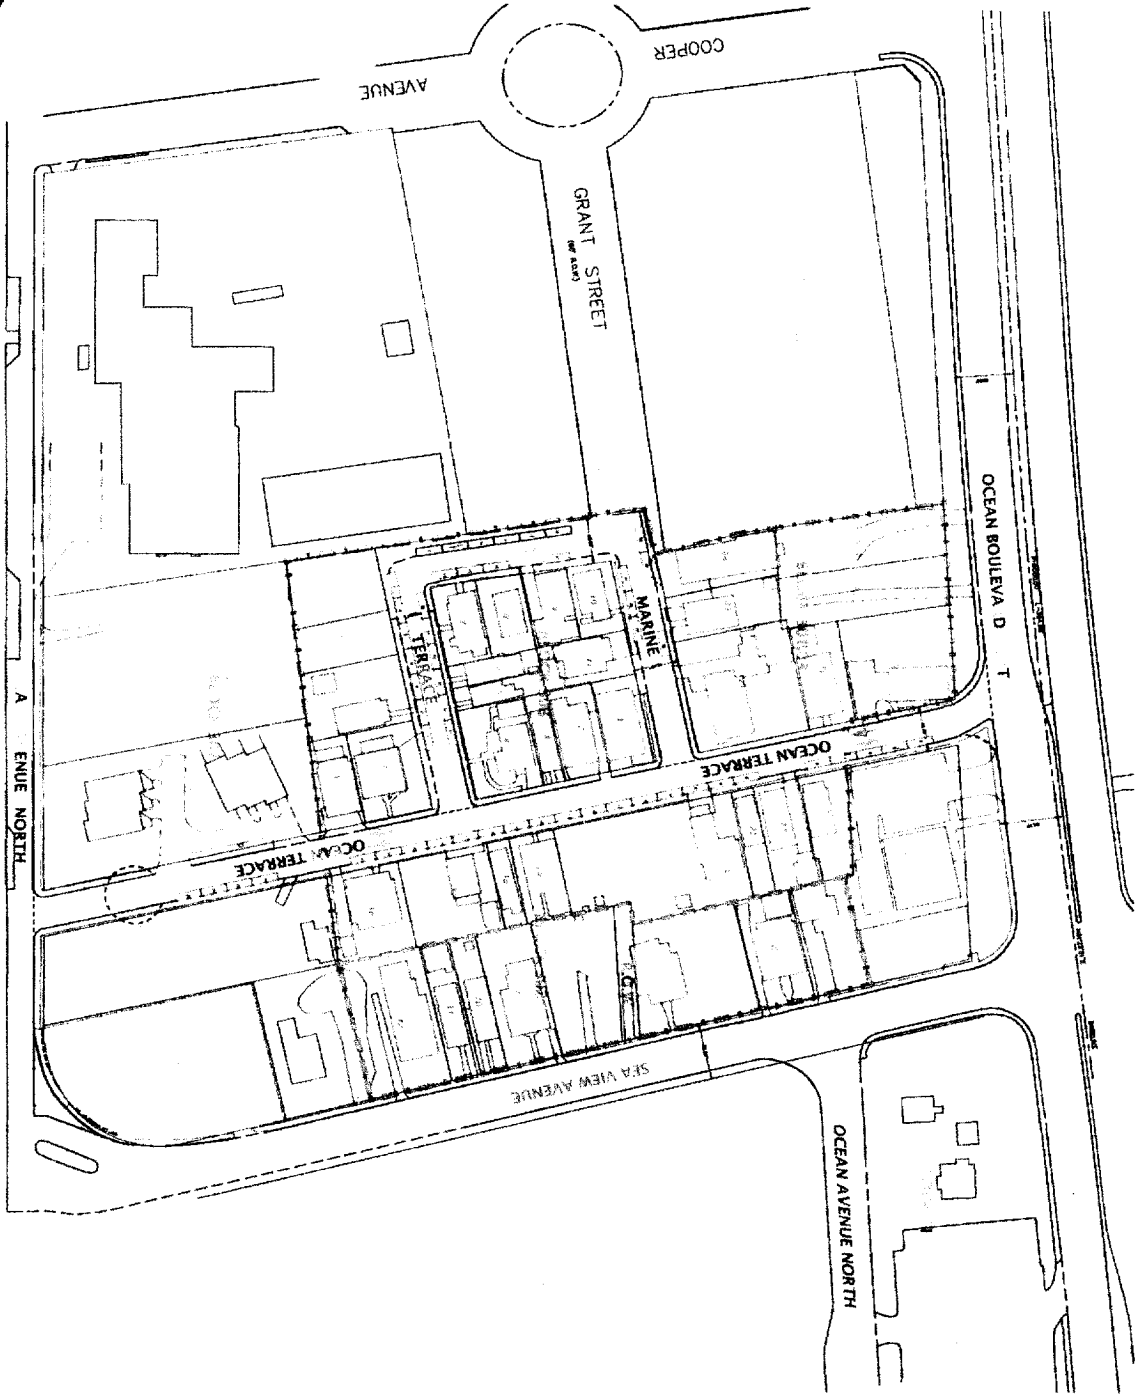 COOPER
AVENUE
GRANT STREET
OCEAN BOULEVA D
T
MARINE
TERRACE
OCEAN TERRACE
OCEAN TERRACE
A ENUE NORTH
SEA VIEW AVENUE
OCEAN AVENUE NORTH